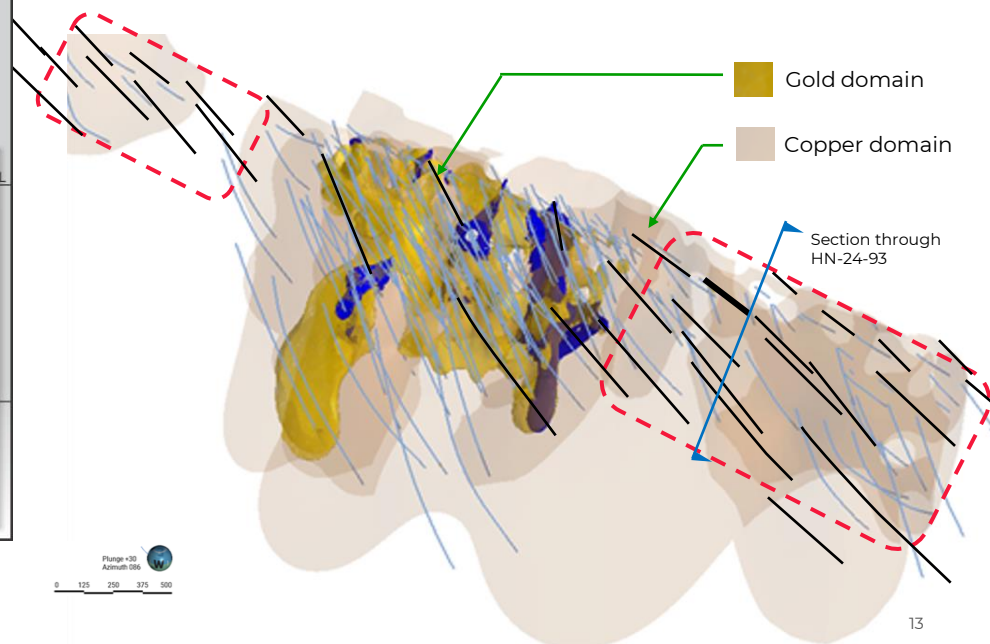 Gold domain
Copper domain
Section through
HN-24-93
Plunge +30
Azimuth 086
W
0 125 250 375 500
13